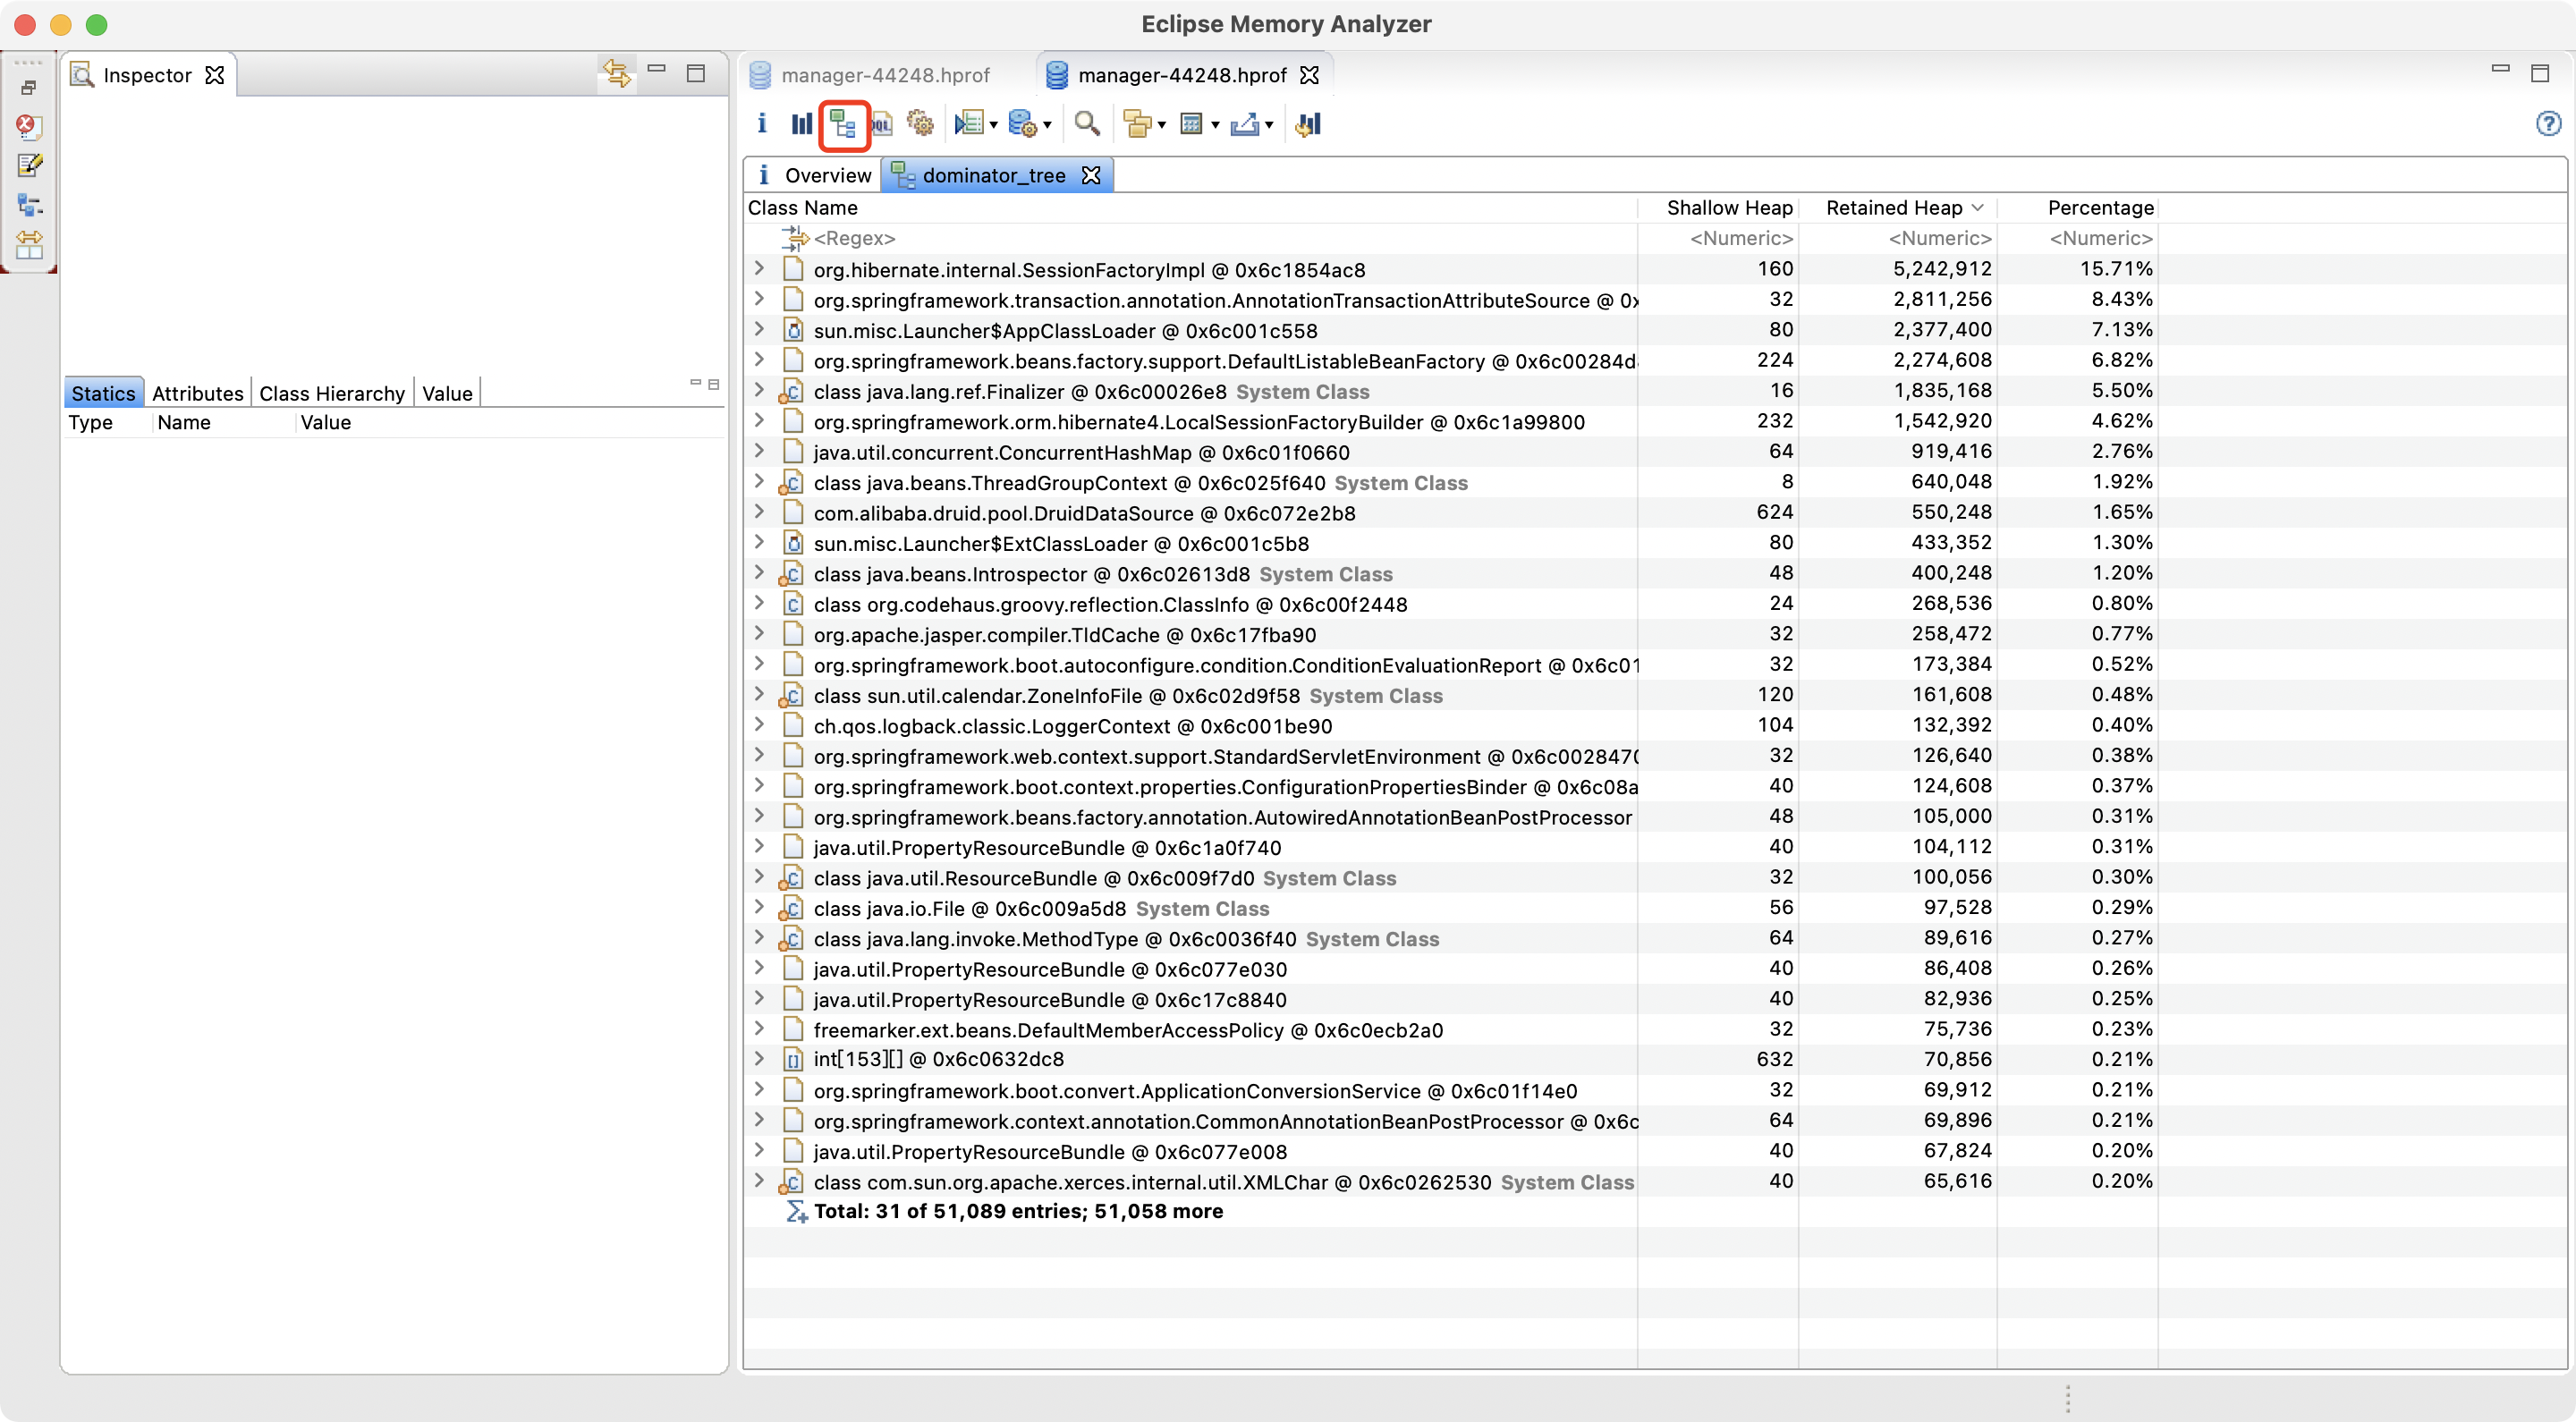 Eclipse Memory Analyzer
Inspector
manager-44248.hprof
manager-44248.hprof
i
OQL
?
i Overview
dominator_tree
Statics Attributes Class Hierarchy Value
Type Name Value
Class Name Shallow Heap Retained Heap Percentage
<Regex> <Numeric> <Numeric> <Numeric>
org.hibernate.internal.SessionFactoryImpl @ 0x6c1854ac8 160 5,242,912 15.71%
org.springframework.transaction.annotation.AnnotationTransactionAttributeSource @ 0x 32 2,811,256 8.43%
sun.misc.Launcher$AppClassLoader @ 0x6c001c558 80 2,377,400 7.13%
org.springframework.beans.factory.support.DefaultListableBeanFactory @ 0x6c00284d 224 2,274,608 6.82%
class java.lang.ref.Finalizer @ 0x6c00026e8 System Class 16 1,835,168 5.50%
org.springframework.orm.hibernate4.LocalSessionFactoryBuilder @ 0x6c1a99800 232 1,542,920 4.62%
java.util.concurrent.ConcurrentHashMap @ 0x6c01f0660 64 919,416 2.76%
class java.beans.ThreadGroupContext @ 0x6c025f640 System Class 8 640,048 1.92%
com.alibaba.druid.pool.DruidDataSource @ 0x6c072e2b8 624 550,248 1.65%
sun.misc.Launcher$ExtClassLoader @ 0x6c001c5b8 80 433,352 1.30%
class java.beans.Introspector @ 0x6c02613d8 System Class 48 400,248 1.20%
class org.codehaus.groovy.reflection.ClassInfo @ 0x6c00f2448 24 268,536 0.80%
org.apache.jasper.compiler.TldCache @ 0x6c17fba90 32 258,472 0.77%
org.springframework.boot.autoconfigure.condition.ConditionEvaluationReport @ 0x6c01 32 173,384 0.52%
class sun.util.calendar.ZoneInfoFile @ 0x6c02d9f58 System Class 120 161,608 0.48%
ch.qos.logback.classic.LoggerContext @ 0x6c001be90 104 132,392 0.40%
org.springframework.web.context.support.StandardServletEnvironment @ 0x6c0028470 32 126,640 0.38%
org.springframework.boot.context.properties.ConfigurationPropertiesBinder @ 0x6c08a 40 124,608 0.37%
org.springframework.beans.factory.annotation.AutowiredAnnotationBeanPostProcessor 48 105,000 0.31%
java.util.PropertyResourceBundle @ 0x6c1a0f740 40 104,112 0.31%
class java.util.ResourceBundle @ 0x6c009f7d0 System Class 32 100,056 0.30%
class java.io.File @ 0x6c009a5d8 System Class 56 97,528 0.29%
class java.lang.invoke.MethodType @ 0x6c0036f40 System Class 64 89,616 0.27%
java.util.PropertyResourceBundle @ 0x6c077e030 40 86,408 0.26%
java.util.PropertyResourceBundle @ 0x6c17c8840 40 82,936 0.25%
freemarker.ext.beans.DefaultMemberAccessPolicy @ 0x6c0ecb2a0 32 75,736 0.23%
int[153][] @ 0x6c0632dc8 632 70,856 0.21%
org.springframework.boot.convert.ApplicationConversionService @ 0x6c01f14e0 32 69,912 0.21%
org.springframework.context.annotation.CommonAnnotationBeanPostProcessor @ 0x6c 64 69,896 0.21%
java.util.PropertyResourceBundle @ 0x6c077e008 40 67,824 0.20%
class com.sun.org.apache.xerces.internal.util.XMLChar @ 0x6c0262530 System Class 40 65,616 0.20%
Total: 31 of 51,089 entries; 51,058 more